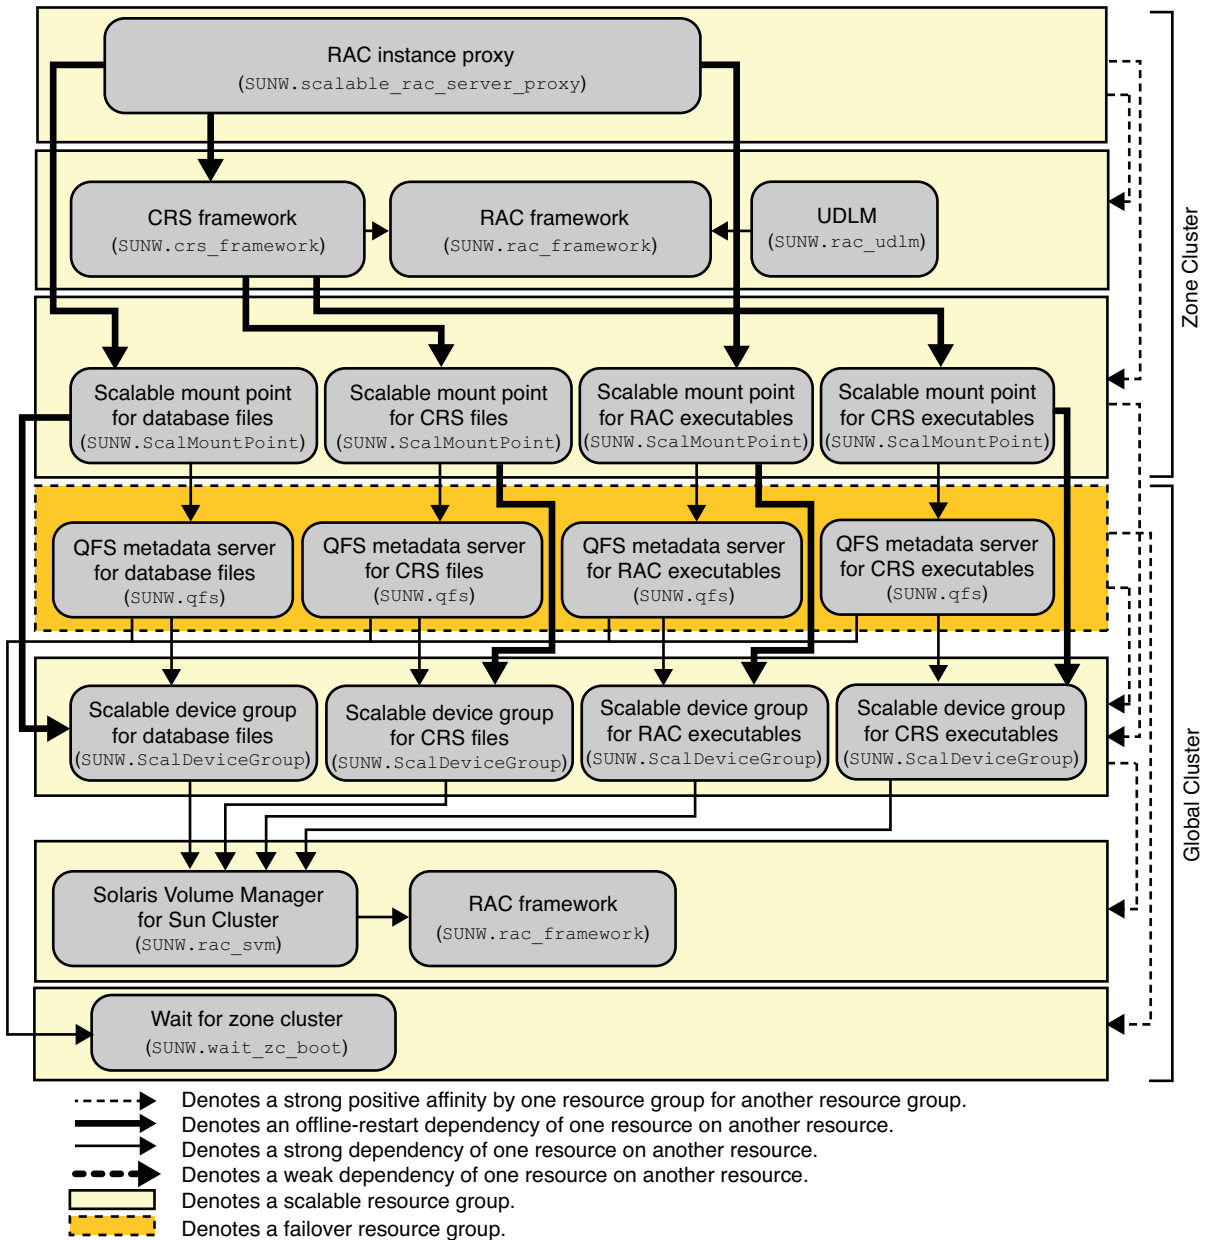 RAC instance proxy
(SUNW.scalable_rac_server_proxy)
CRS framework
(SUNW.crs_framework)
RAC framework
(SUNW.rac_framework)
UDLM
(SUNW.rac_udlm)
Zone Cluster
Scalable mount point
for database files
(SUNW.ScalMountPoint)
Scalable mount point
for CRS files
(SUNW.ScalMountPoint)
Scalable mount point
for RAC executables
(SUNW.ScalMountPoint)
Scalable mount point
for CRS executables
(SUNW.ScalMountPoint)
QFS metadata server
for database files
(SUNW.qfs)
QFS metadata server
for CRS files
(SUNW.qfs)
QFS metadata server
for RAC executables
(SUNW.qfs)
QFS metadata server
for CRS executables
(SUNW.qfs)
Scalable device group
for database files
(SUNW.ScalDeviceGroup)
Scalable device group
for CRS files
(SUNW.ScalDeviceGroup)
Scalable device group
for RAC executables
(SUNW.ScalDeviceGroup)
Scalable device group
for CRS executables
(SUNW.ScalDeviceGroup)
Global Cluster
Solaris Volume Manager
for Sun Cluster
(SUNW.rac_svm)
RAC framework
(SUNW.rac_framework)
Wait for zone cluster
(SUNW.wait_zc_boot)
Denotes a strong positive affinity by one resource group for another resource group.
Denotes an offline-restart dependency of one resource on another resource.
Denotes a strong dependency of one resource on another resource.
Denotes a weak dependency of one resource on another resource.
Denotes a scalable resource group.
Denotes a failover resource group.